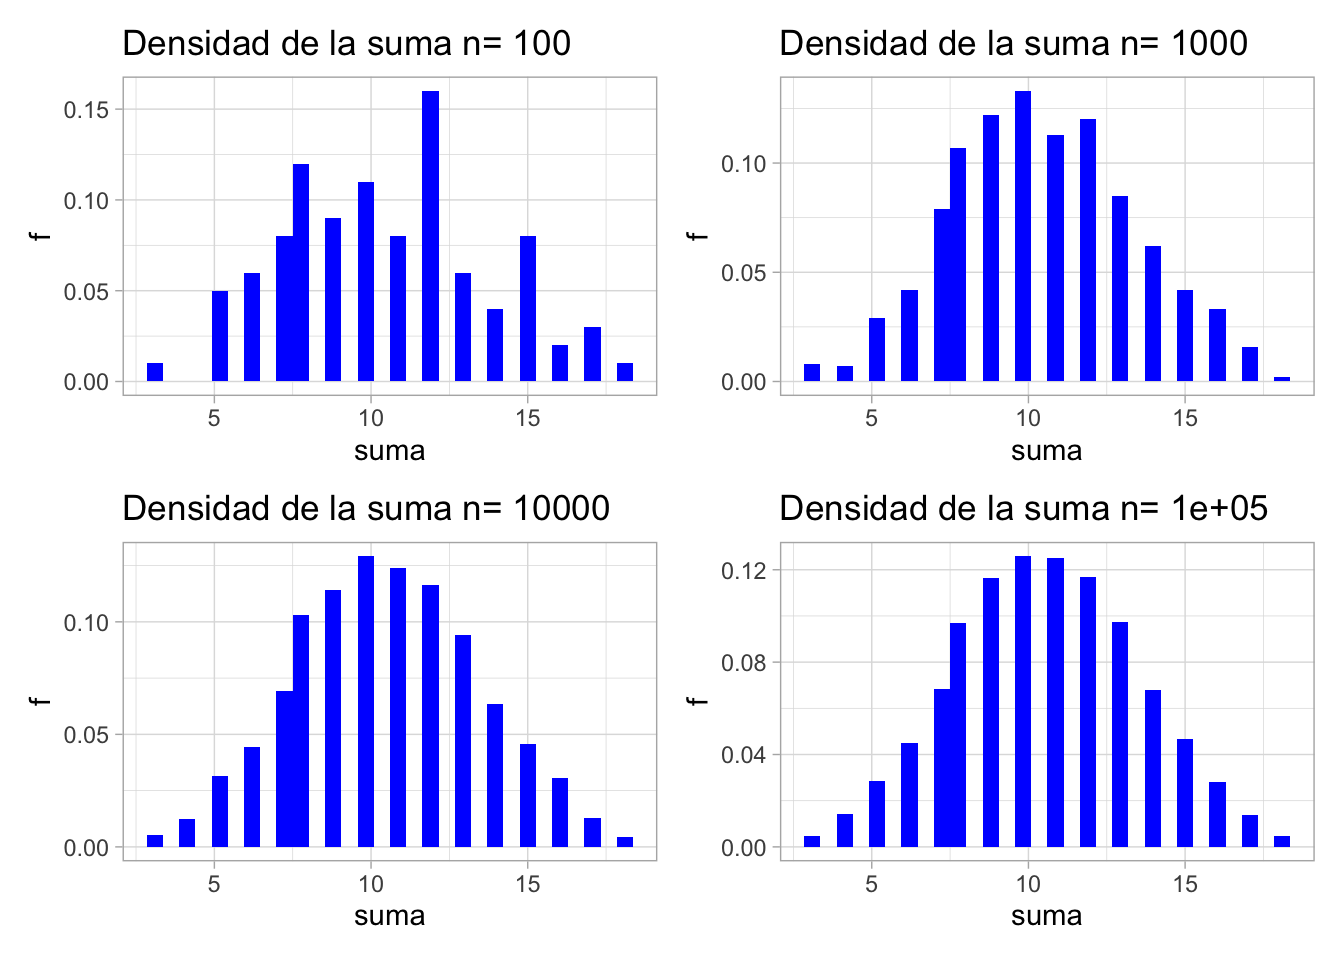 Densidad de la suma n= 100
0.15
0.10
0.05
0.00
f
5 10 15
suma
Densidad de la suma n= 1000
0.10
0.05
0.00
f
5 10 15
suma
Densidad de la suma n= 10000
0.10
0.05
0.00
f
5 10 15
suma
Densidad de la suma n= 1e+05
0.12
0.08
0.04
0.00
f
5 10 15
suma